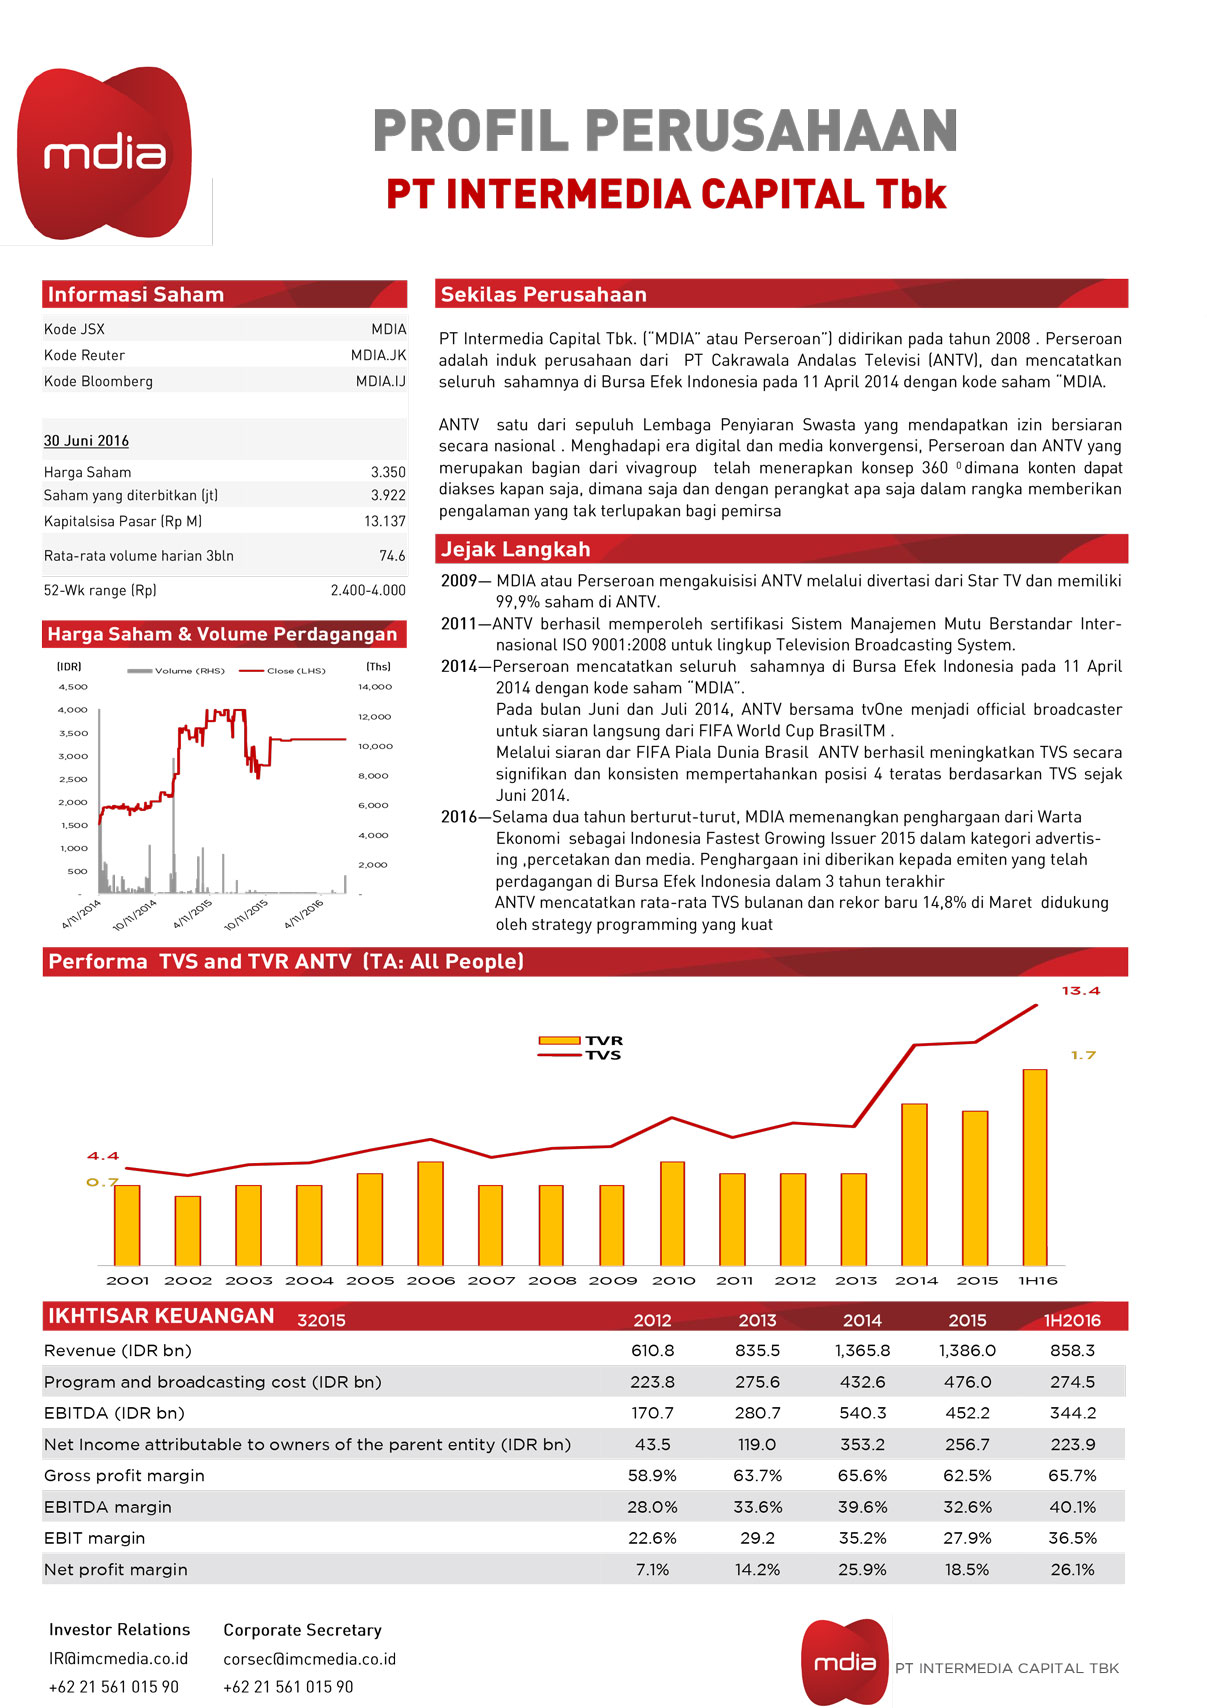 mdia
PROFIL PERUSAHAAN
PT INTERMEDIA CAPITAL Tbk
Informasi Saham
Kode JSX MDIA
Kode Reuter MDIA.JK
Kode Bloomberg MDIA.IJ
30 Juni 2016
Harga Saham 3.350
Saham yang diterbitkan (jt) 3.922
Kapitalsisa Pasar (Rp M) 13.137
Rata-rata volume harian 3bln 74.6
52-Wk range (Rp) 2.400-4.000
Harga Saham & Volume Perdagangan
(IDR) Volume (RHS) Close (LHS) (Ths)
4,500
4,000
3,500
3,000
2,500
2,000
1,500
1,000
500
-
14,000
12,000
10,000
8,000
6,000
4,000
2,000
-
4/11/2014 10/11/2014 4/11/2015 10/11/2015 4/11/2016
Sekilas Perusahaan
PT Intermedia Capital Tbk. (“MDIA” atau Perseroan”) didirikan pada tahun 2008 . Perseroan
adalah induk perusahaan dari PT Cakrawala Andalas Televisi (ANTV), dan mencatatkan
seluruh sahamnya di Bursa Efek Indonesia pada 11 April 2014 dengan kode saham “MDIA.
ANTV satu dari sepuluh Lembaga Penyiaran Swasta yang mendapatkan izin bersiaran
secara nasional . Menghadapi era digital dan media konvergensi, Perseroan dan ANTV yang
merupakan bagian dari vivagroup telah menerapkan konsep 360 ⁰ dimana konten dapat
diakses kapan saja, dimana saja dan dengan perangkat apa saja dalam rangka memberikan
pengalaman yang tak terlupakan bagi pemirsa
Jejak Langkah
2009— MDIA atau Perseroan mengakuisisi ANTV melalui divertasi dari Star TV dan memiliki
99,9% saham di ANTV.
2011—ANTV berhasil memperoleh sertifikasi Sistem Manajemen Mutu Berstandar Inter-
nasional ISO 9001:2008 untuk lingkup Television Broadcasting System.
2014—Perseroan mencatatkan seluruh sahamnya di Bursa Efek Indonesia pada 11 April
2014 dengan kode saham “MDIA”.
Pada bulan Juni dan Juli 2014, ANTV bersama tvOne menjadi official broadcaster
untuk siaran langsung dari FIFA World Cup BrasilTM .
Melalui siaran dar FIFA Piala Dunia Brasil ANTV berhasil meningkatkan TVS secara
signifikan dan konsisten mempertahankan posisi 4 teratas berdasarkan TVS sejak
Juni 2014.
2016—Selama dua tahun berturut-turut, MDIA memenangkan penghargaan dari Warta
Ekonomi sebagai Indonesia Fastest Growing Issuer 2015 dalam kategori advertis-
ing ,percetakan dan media. Penghargaan ini diberikan kepada emiten yang telah
perdagangan di Bursa Efek Indonesia dalam 3 tahun terakhir
ANTV mencatatkan rata-rata TVS bulanan dan rekor baru 14,8% di Maret didukung
oleh strategy programming yang kuat
Performa TVS and TVR ANTV (TA: All People)
TVR
TVS
13.4
1.7
4.4
0.7
2001 2002 2003 2004 2005 2006 2007 2008 2009 2010 2011 2012 2013 2014 2015 1H16
IKHTISAR KEUANGAN 32015 2012 2013 2014 2015 1H2016
Revenue (IDR bn) 610.8 835.5 1,365.8 1,386.0 858.3
Program and broadcasting cost (IDR bn) 223.8 275.6 432.6 476.0 274.5
EBITDA (IDR bn) 170.7 280.7 540.3 452.2 344.2
Net Income attributable to owners of the parent entity (IDR bn) 43.5 119.0 353.2 256.7 223.9
Gross profit margin 58.9% 63.7% 65.6% 62.5% 65.7%
EBITDA margin 28.0% 33.6% 39.6% 32.6% 40.1%
EBIT margin 22.6% 29.2 35.2% 27.9% 36.5%
Net profit margin 7.1% 14.2% 25.9% 18.5% 26.1%
Investor Relations Corporate Secretary
IR@imcmedia.co.id corsec@imcmedia.co.id
+62 21 561 015 90 +62 21 561 015 90
mdia PT INTERMEDIA CAPITAL TBK